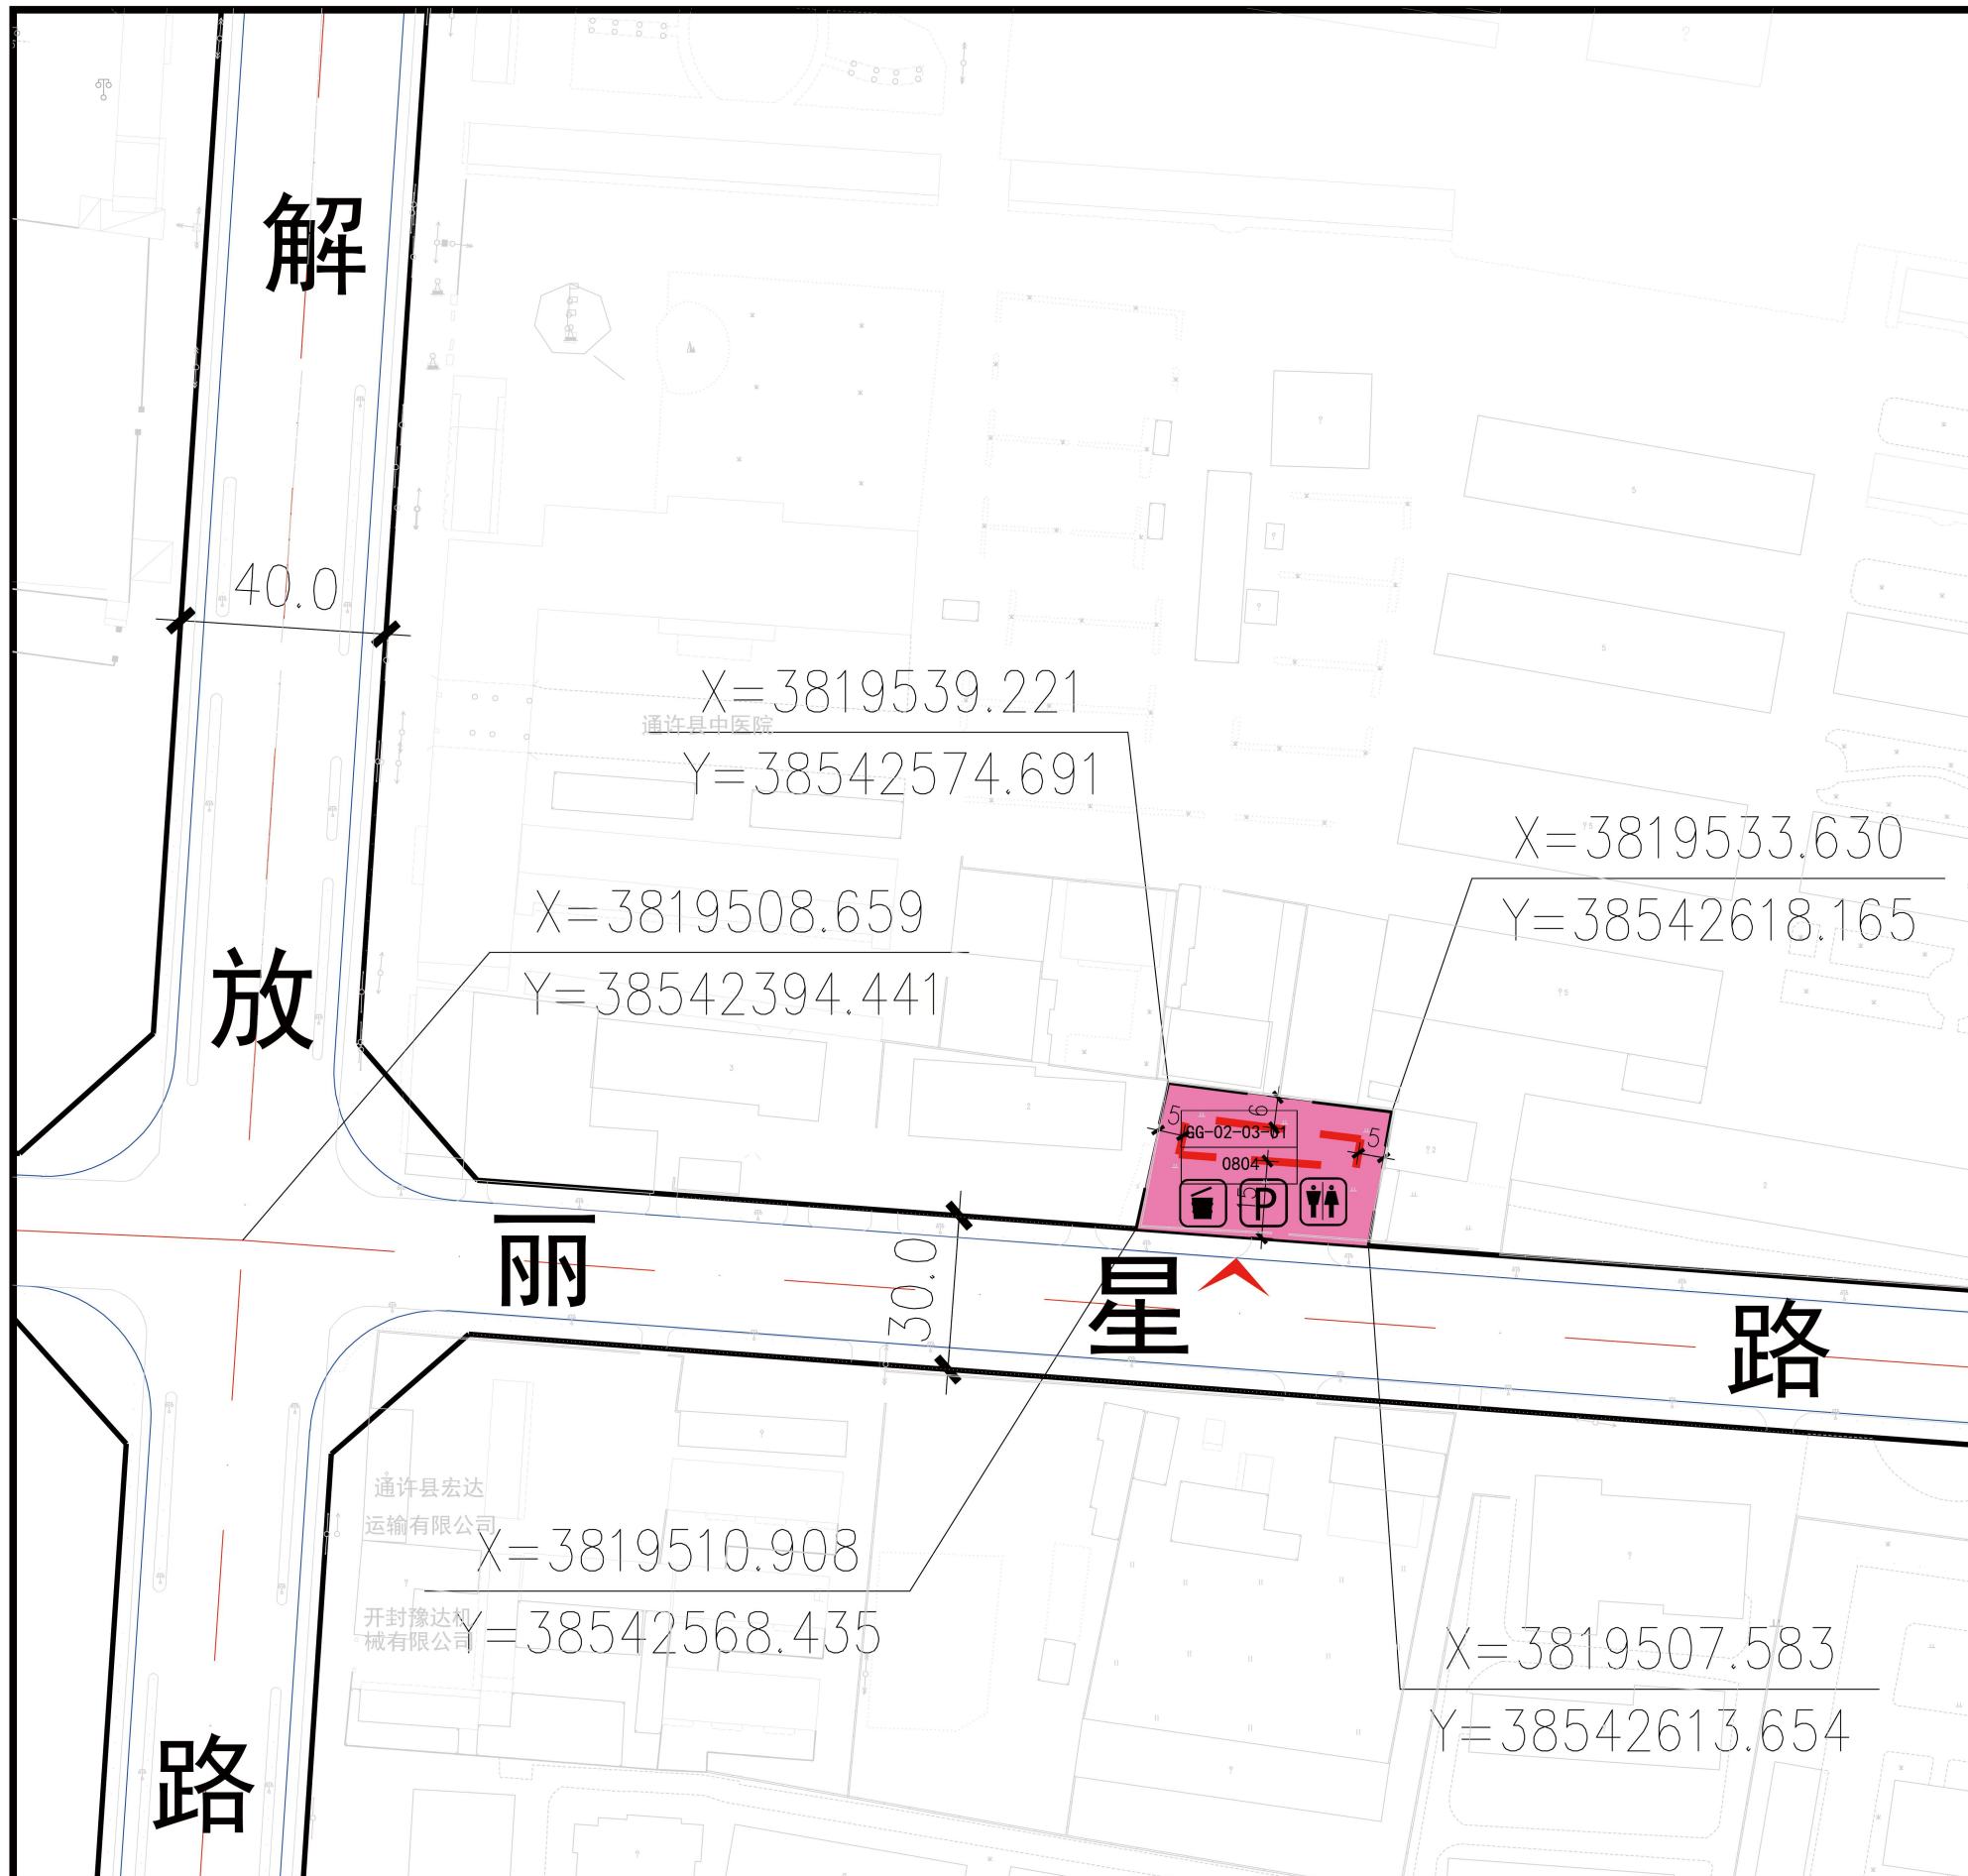 解
40.0
X=3819539.221
通许县中医院
Y=38542574.691
X=3819533.630
Y=38542618.165
X=3819508.659
Y=38542394.441
放
5
6
5
GG-02-03-01
0804
15
P
丽
30.0
星
路
通许县宏达
运输有限公司
X=3819510.908
Y=38542568.435
开封豫达机
械有限公司
X=3819507.583
Y=38542613.654
路